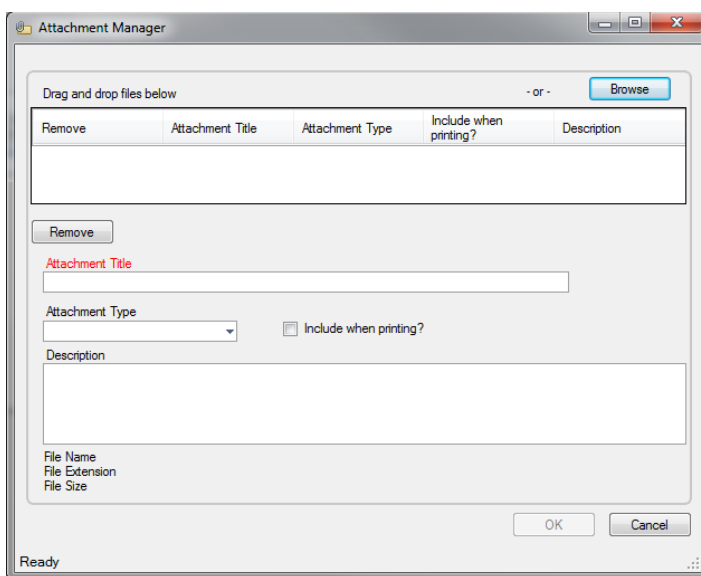 Attachment Manager
Drag and drop files below - or - Browse
Remove Attachment Title Attachment Type Include when printing? Description
Remove
Attachment Title
Attachment Type
Include when printing?
Description
File Name
File Extension
File Size
OK Cancel
Ready